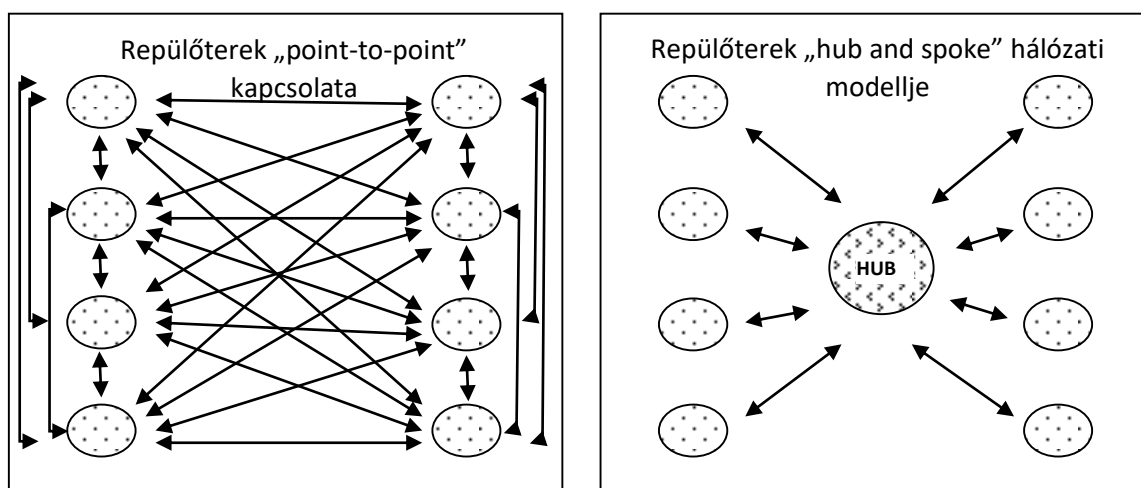 Repülőterek „point-to-point”
kapcsolata
Repülőterek „hub and spoke” hálózati
modellje
HUB